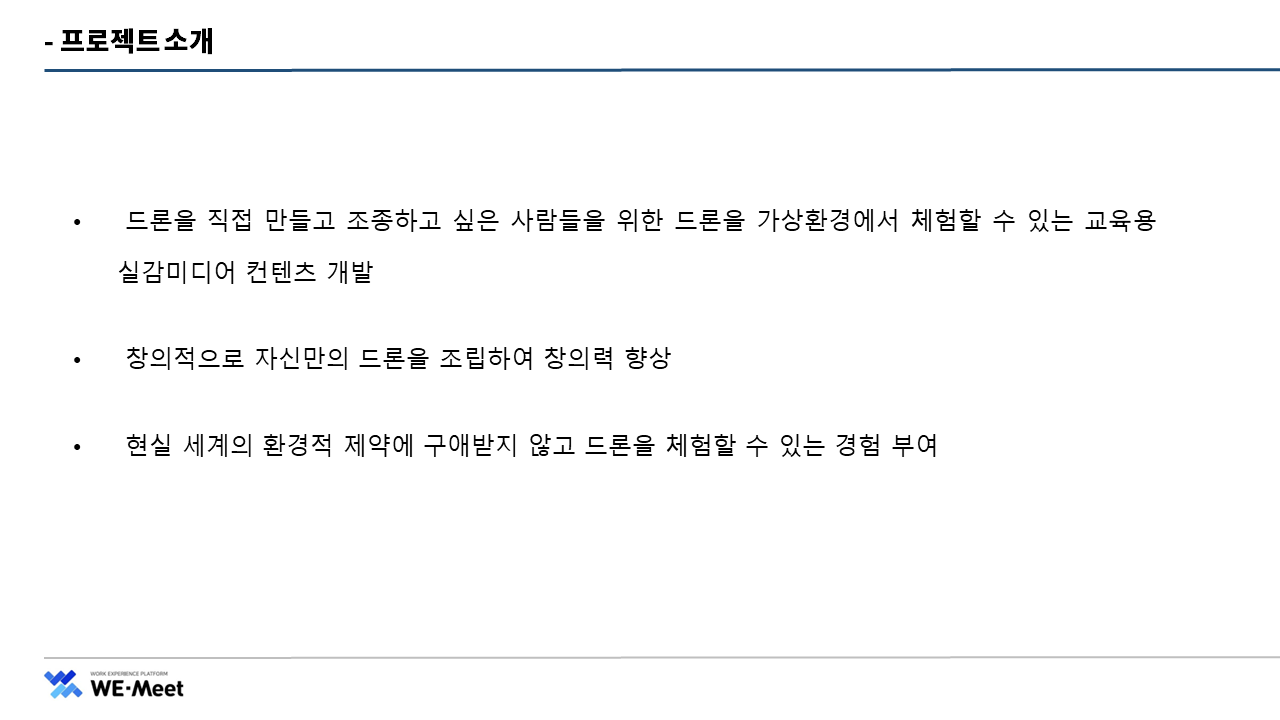 - 프로젝트 소개
• 드론을 직접 만들고 조종하고 싶은 사람들을 위한 드론을 가상환경에서 체험할 수 있는 교육용
실감미디어 컨텐츠 개발
• 창의적으로 자신만의 드론을 조립하여 창의력 향상
• 현실 세계의 환경적 제약에 구애받지 않고 드론을 체험할 수 있는 경험 부여
WORK EXPERIENCE PLATFORM
WE-Meet